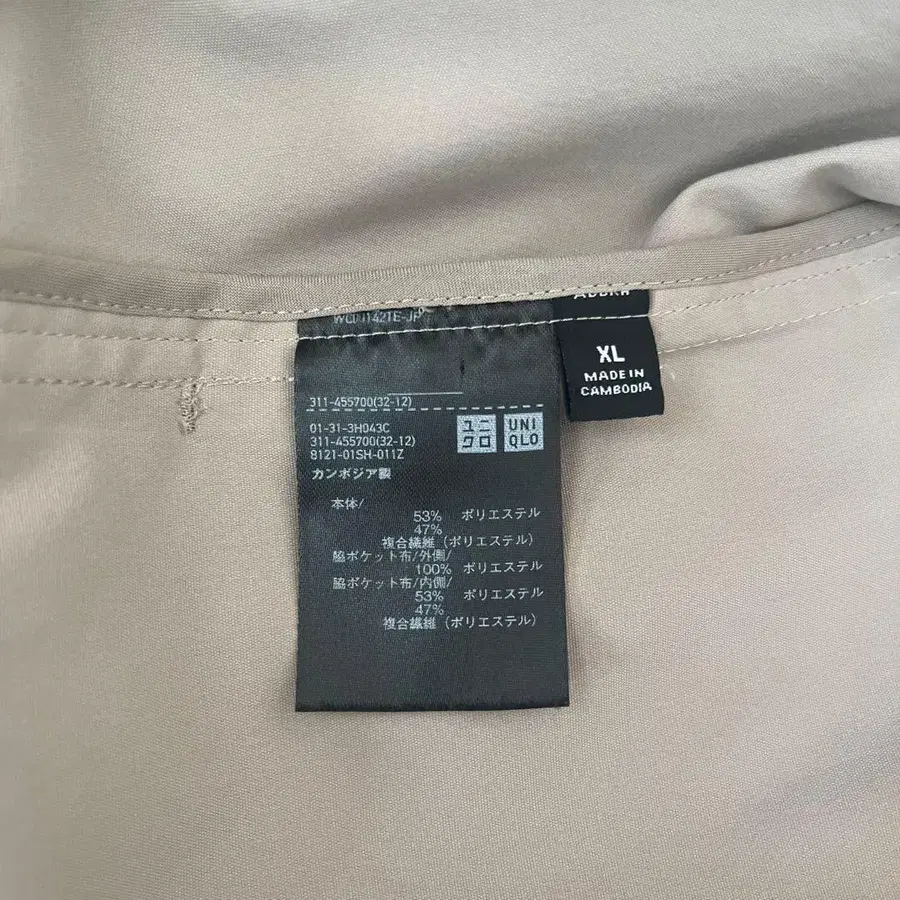 311-455700(32-12)
01-31-3H043C
311-455700(32-12)
8121-01SH-011Z
カンボジア製
ユニ
クロ
UNI
QLO
本体/
53% ポリエステル
47%
複合繊維(ポリエステル)
脇ポケット布/外側/
100% ポリエステル
脇ポケット布/内側/
53% ポリエステル
47%
複合繊維(ポリエステル)
XL
MADE IN
CAMBODIA